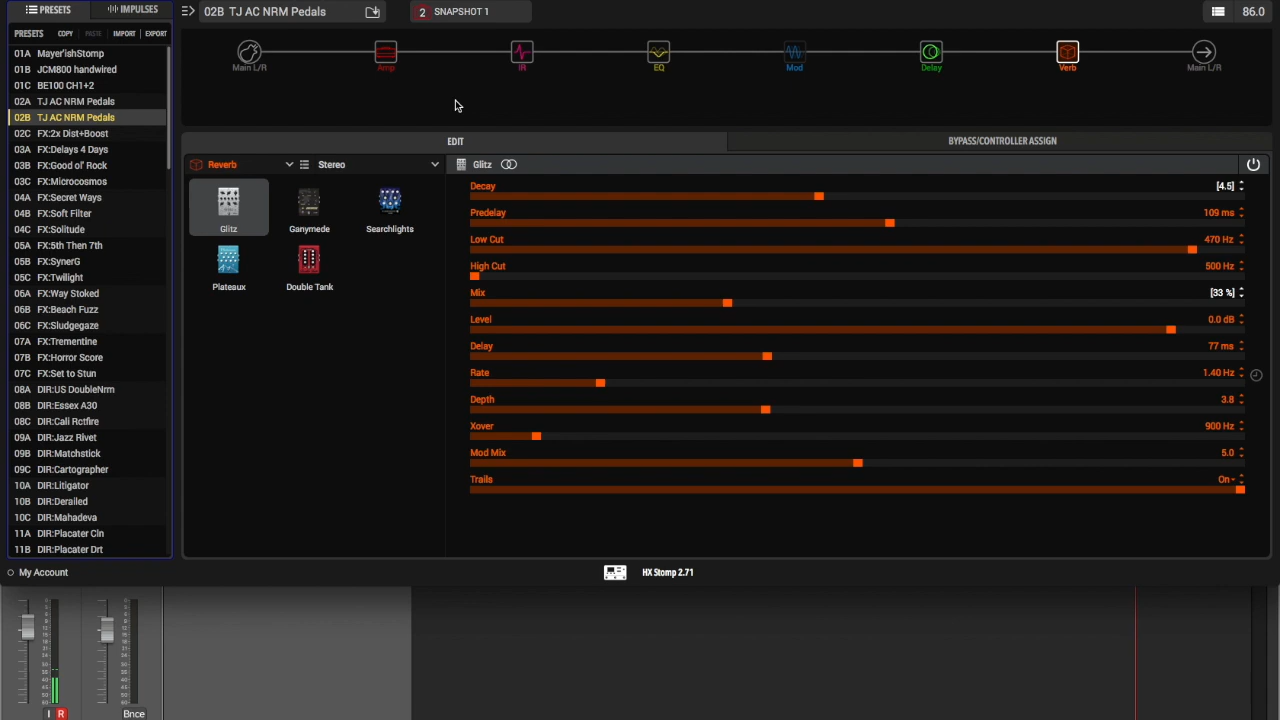 PRESETS
IMPULSES
02B TJ AC NRM Pedals
2 SNAPSHOT 1
86.0
PRESETS COPY PASTE IMPORT EXPORT
01A Mayer'ishStomp
01B JCM800 handwired
01C BE100 CH1+2
02A TJ AC NRM Pedals
02B TJ AC NRM Pedals
02C FX:2x Dist+Boost
03A FX:Delays 4 Days
03B FX:Good ol' Rock
03C FX:Microcosmos
04A FX:Secret Ways
04B FX:Soft Filter
04C FX:Solitude
05A FX:5th Then 7th
05B FX:SynerG
05C FX:Twilight
06A FX:Way Stoked
06B FX:Beach Fuzz
06C FX:Sludgegaze
07A FX:Trementine
07B FX:Horror Score
07C FX:Set to Stun
08A DIR:US DoubleNrm
08B DIR:Essex A30
08C DIR:Cali Rctfire
09A DIR:Jazz Rivet
09B DIR:Matchstick
09C DIR:Cartographer
10A DIR:Litigator
10B DIR:Derailed
10C DIR:Mahadeva
11A DIR:Placater Cln
11B DIR:Placater Drt
Main L/R
Amp
IR
EQ
Mod
Delay
Verb
Main L/R
EDIT
BYPASS/CONTROLLER ASSIGN
Reverb
Stereo
Glitz
Glitz
Ganymede
Searchlights
Plateaux
Double Tank
Decay [4.5]
Predelay 109 ms
Low Cut 470 Hz
High Cut 500 Hz
Mix [33 %]
Level 0.0 dB
Delay 77 ms
Rate 1.40 Hz
Depth 3.8
Xover 900 Hz
Mod Mix 5.0
Trails On
My Account
HX Stomp 2.71
I R
Bnce